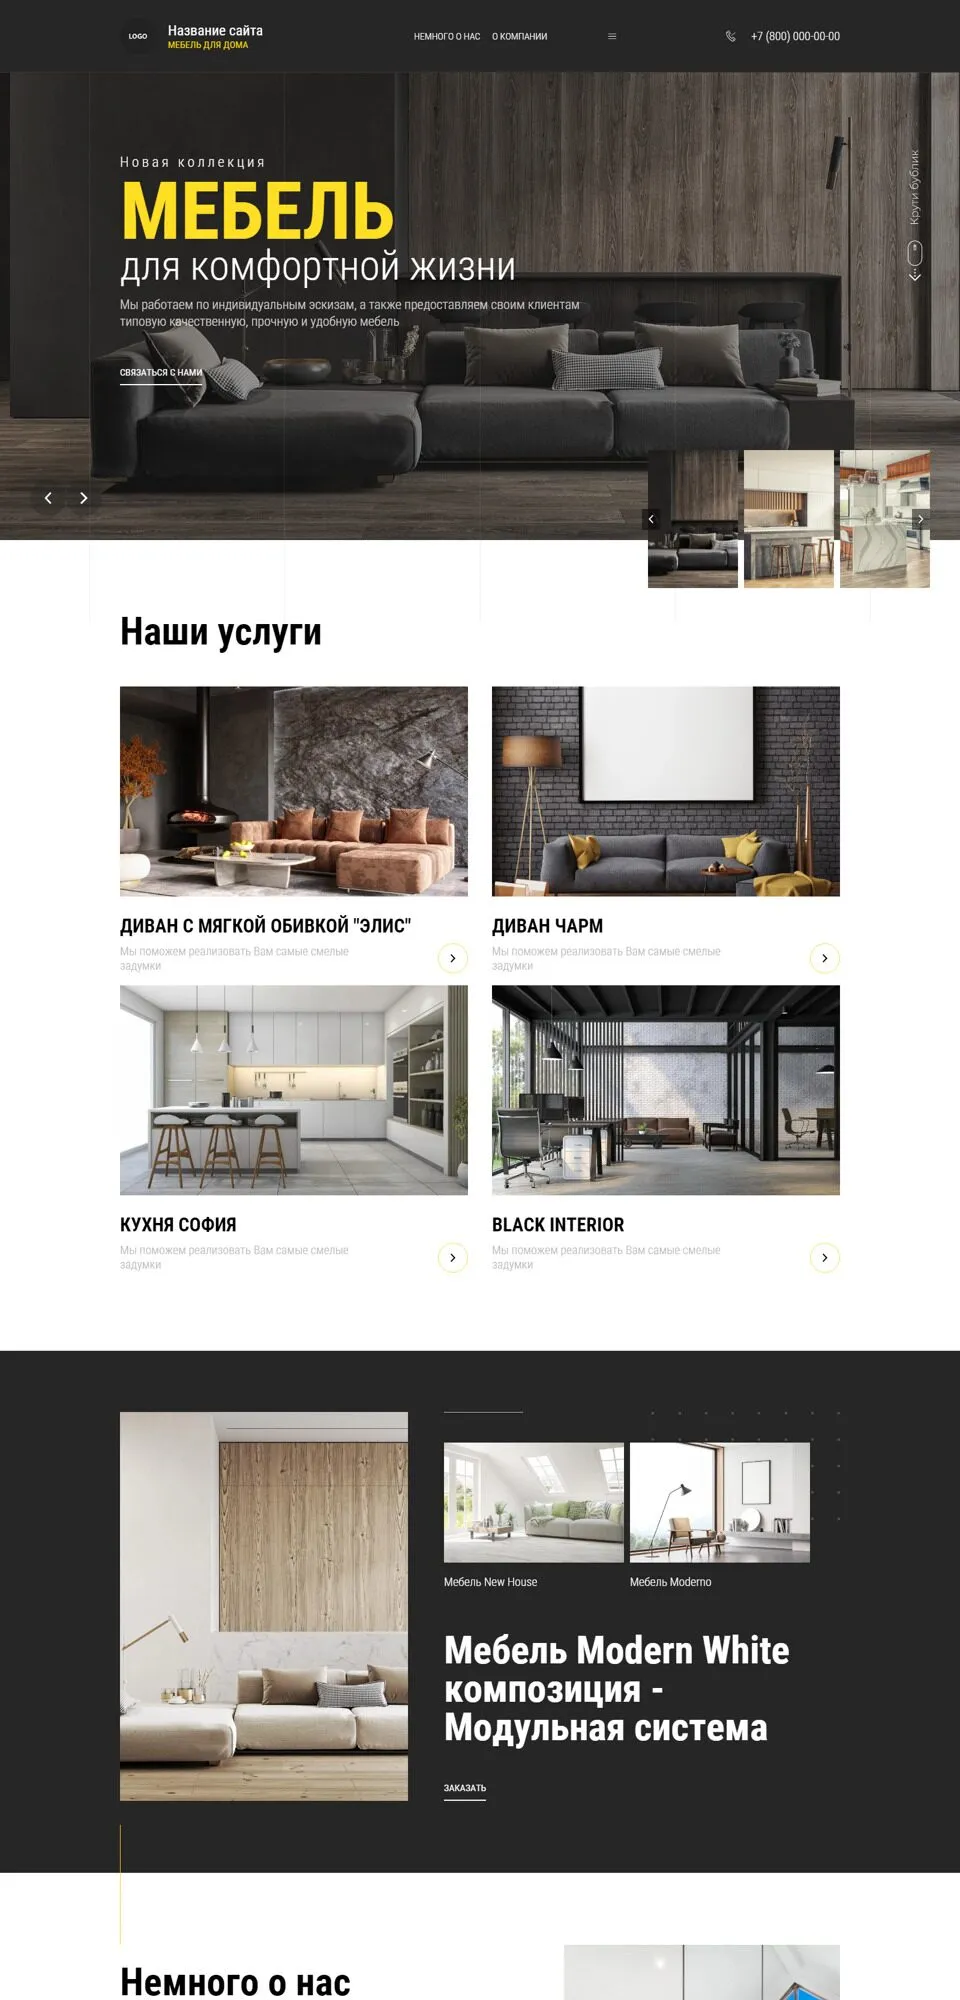 LOGO
Название сайта
МЕБЕЛЬ ДЛЯ ДОМА
НЕМНОГО О НАС
О КОМПАНИИ
+7 (800) 000-00-00
Новая коллекция
МЕБЕЛЬ
для комфортной жизни
Мы работаем по индивидуальным эскизам, а также предоставляем своим клиентам
типовую качественную, прочную и удобную мебель
СВЯЗАТЬСЯ С НАМИ
Крути бублик
Наши услуги
ДИВАН С МЯГКОЙ ОБИВКОЙ "ЭЛИС"
Мы поможем реализовать Вам самые смелые
задумки
ДИВАН ЧАРМ
Мы поможем реализовать Вам самые смелые
задумки
КУХНЯ СОФИЯ
Мы поможем реализовать Вам самые смелые
задумки
BLACK INTERIOR
Мы поможем реализовать Вам самые смелые
задумки
Мебель New House
Мебель Moderno
Мебель Modern White
композиция -
Модульная система
ЗАКАЗАТЬ
Немного о нас